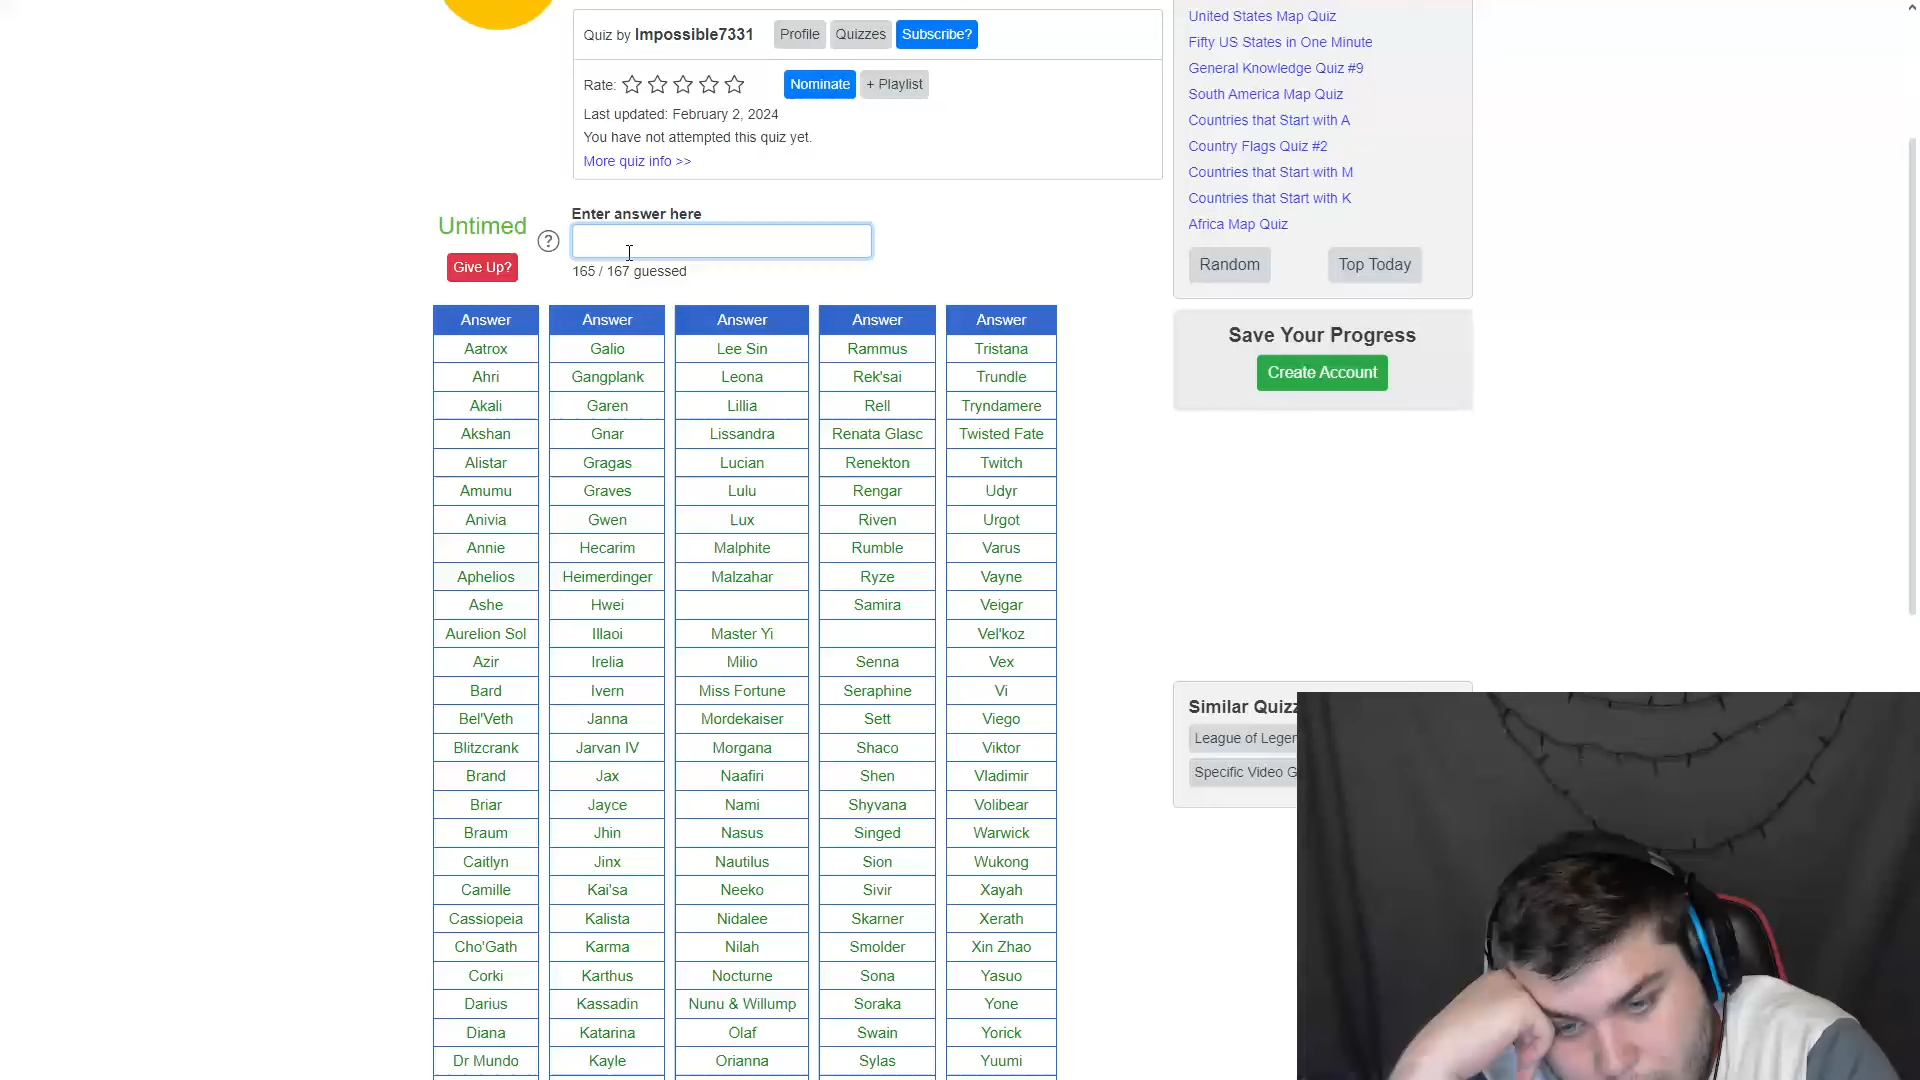 Quiz by Impossible7331 Profile Quizzes Subscribe?
Rate: Nominate + Playlist
Last updated: February 2, 2024
You have not attempted this quiz yet.
More quiz info >>
United States Map Quiz
Fifty US States in One Minute
General Knowledge Quiz #9
South America Map Quiz
Countries that Start with A
Country Flags Quiz #2
Countries that Start with M
Countries that Start with K
Africa Map Quiz
Random Top Today
Save Your Progress
Create Account
Untimed
Give Up?
?
Enter answer here
165 / 167 guessed
Answer Answer Answer Answer Answer
Aatrox Galio Lee Sin Rammus Tristana
Ahri Gangplank Leona Rek'sai Trundle
Akali Garen Lillia Rell Tryndamere
Akshan Gnar Lissandra Renata Glasc Twisted Fate
Alistar Gragas Lucian Renekton Twitch
Amumu Graves Lulu Rengar Udyr
Anivia Gwen Lux Riven Urgot
Annie Hecarim Malphite Rumble Varus
Aphelios Heimerdinger Malzahar Ryze Vayne
Ashe Hwei Samira Veigar
Aurelion Sol Illaoi Master Yi Vel'koz
Azir Irelia Milio Senna Vex
Bard Ivern Miss Fortune Seraphine Vi
Bel'Veth Janna Mordekaiser Sett Viego
Blitzcrank Jarvan IV Morgana Shaco Viktor
Brand Jax Naafiri Shen Vladimir
Briar Jayce Nami Shyvana Volibear
Braum Jhin Nasus Singed Warwick
Caitlyn Jinx Nautilus Sion Wukong
Camille Kai'sa Neeko Sivir Xayah
Cassiopeia Kalista Nidalee Skarner Xerath
Cho'Gath Karma Nilah Smolder Xin Zhao
Corki Karthus Nocturne Sona Yasuo
Darius Kassadin Nunu & Willump Soraka Yone
Diana Katarina Olaf Swain Yorick
Dr Mundo Kayle Orianna Sylas Yuumi
Similar Quizz
League of Legen
Specific Video G